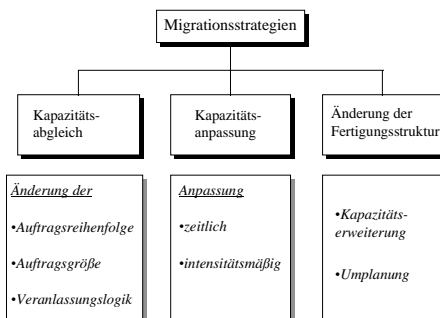 Migrationsstrategien
Kapazitäts-
abgleich
Kapazitäts-
anpassung
Änderung der
Fertigungsstruktur
Änderung der
•Auftragsreihenfolge
•Auftragsgröße
•Veranlassungslogik
Anpassung
•zeitlich
•intensitätsmäßig
•Kapazitäts-
erweiterung
•Umplanung